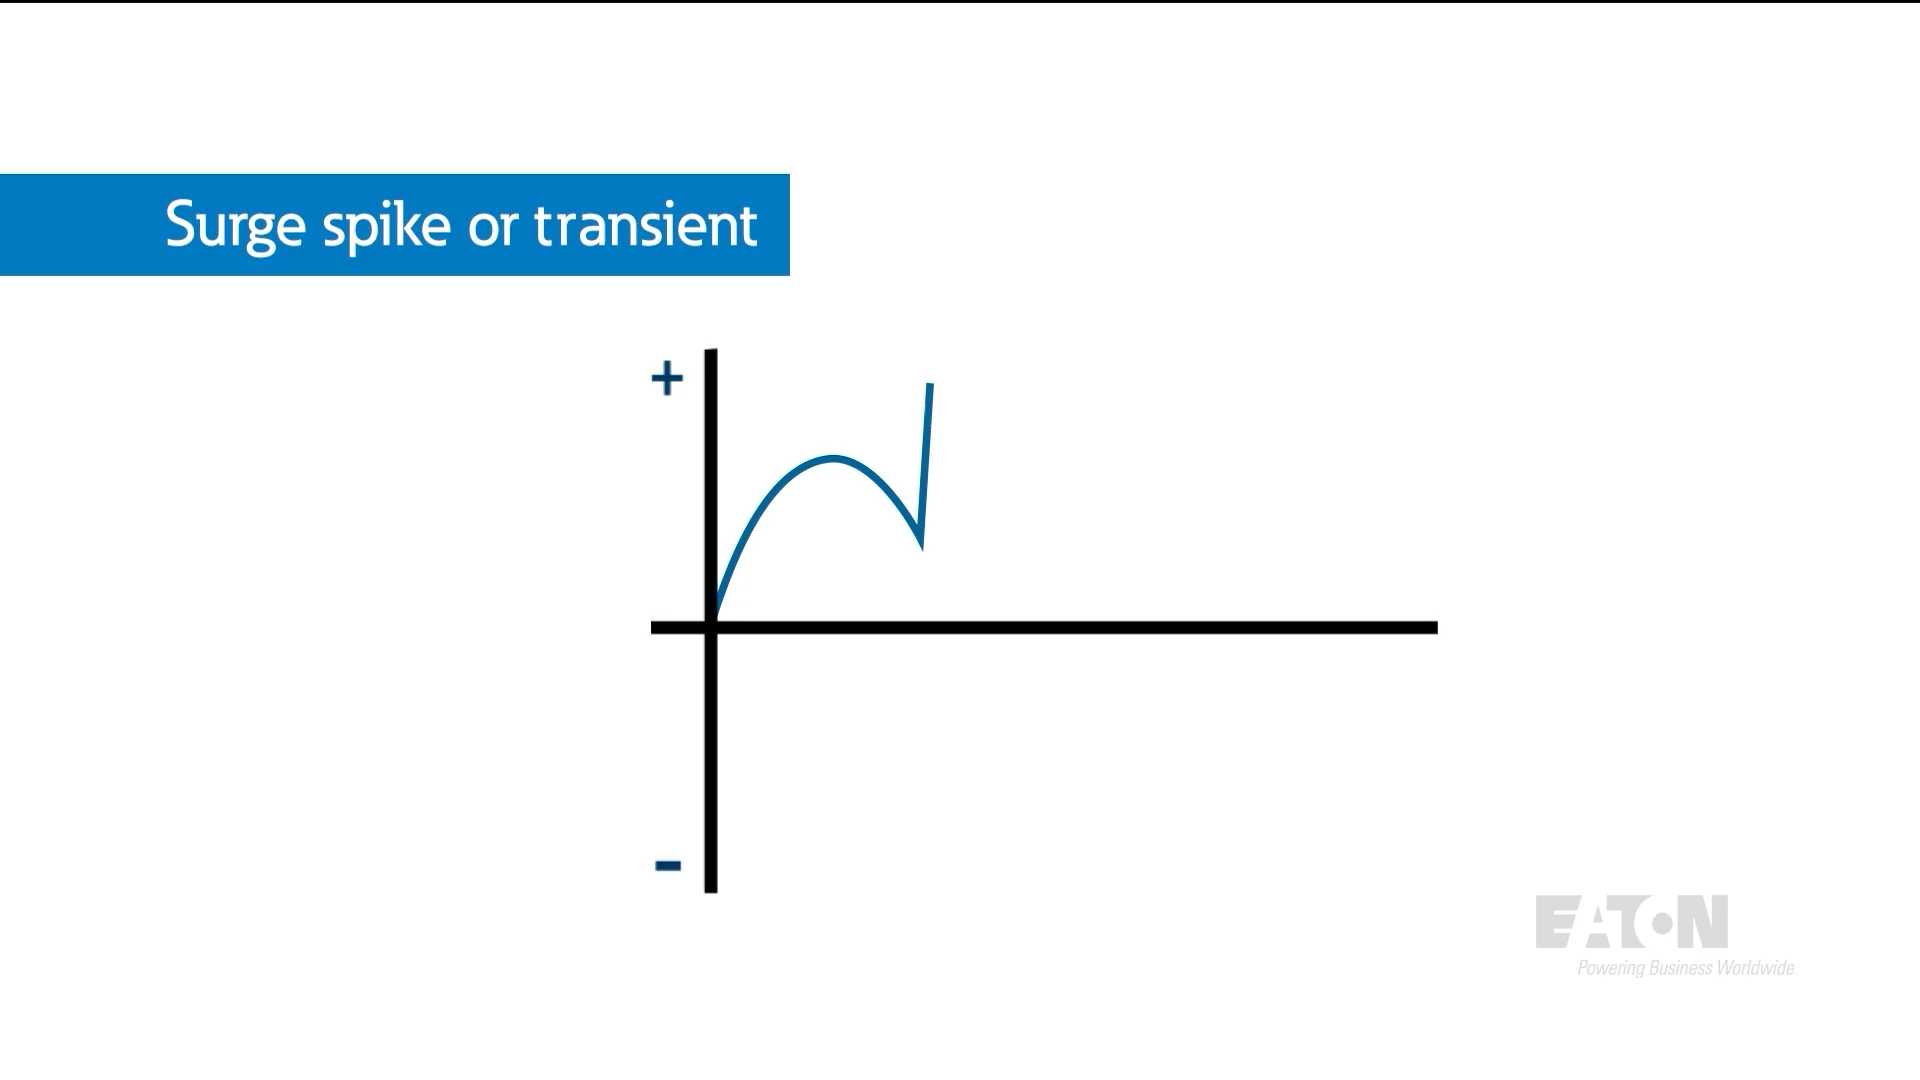 Surge spike or transient
+
-
EATON
Powering Business Worldwide